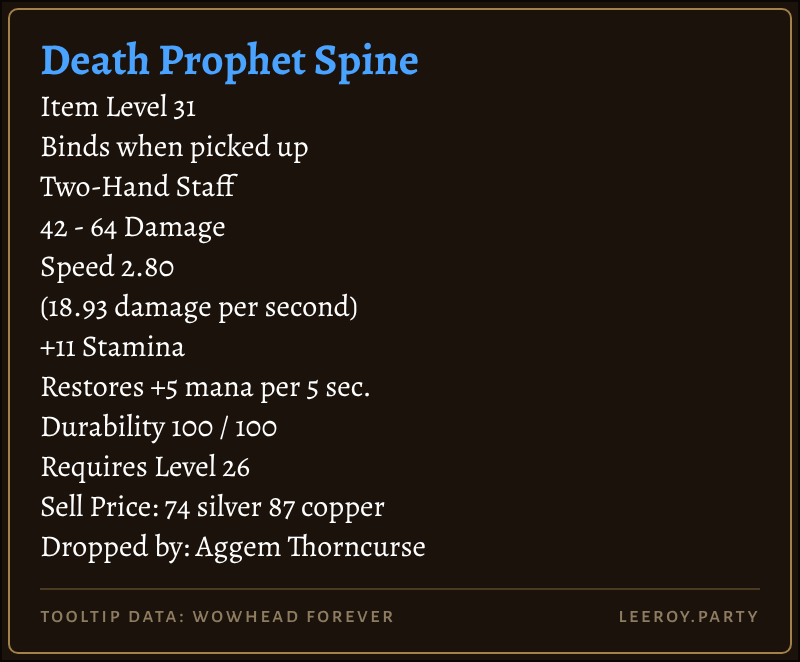 Death Prophet Spine
Item Level 31
Binds when picked up
Two-Hand Staff
42 - 64 Damage
Speed 2.80
(18.93 damage per second)
+11 Stamina
Restores +5 mana per 5 sec.
Durability 100 / 100
Requires Level 26
Sell Price: 74 silver 87 copper
Dropped by: Aggem Thorncurse
TOOLTIP DATA: WOWHEAD FOREVER
LEEROY.PARTY